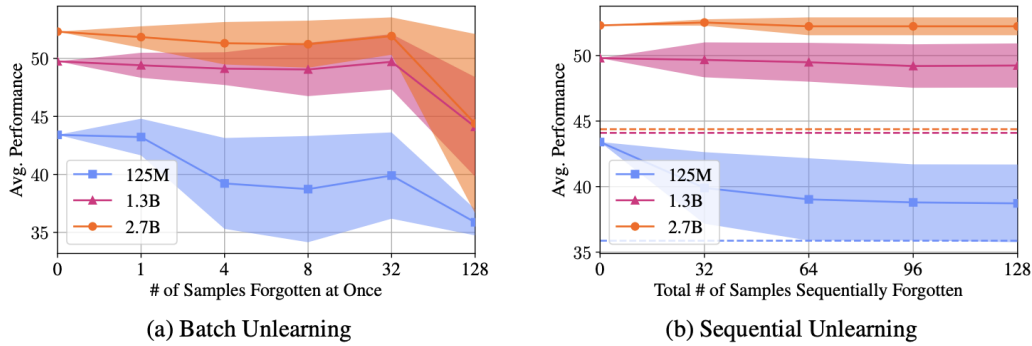 Avg. Performance
50
45
40
35
125M
1.3B
2.7B
0 1 4 8 32 128
# of Samples Forgotten at Once
(a) Batch Unlearning
Avg. Performance
50
45
40
35
125M
1.3B
2.7B
0 32 64 96 128
Total # of Samples Sequentially Forgotten
(b) Sequential Unlearning